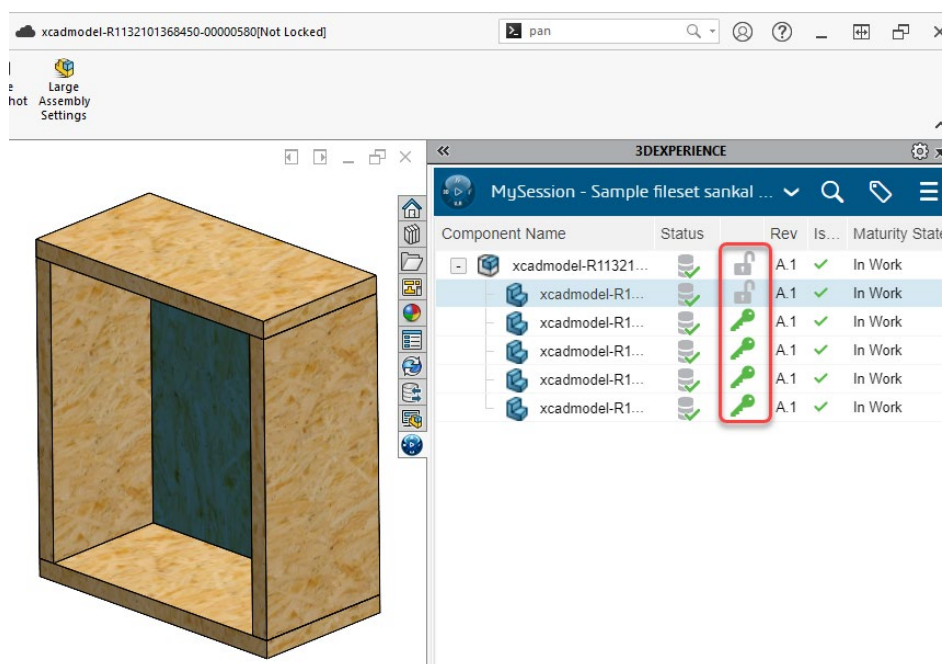 xcadmodel-R1132101368450-00000580[Not Locked]
pan
e Large
hot Assembly
Settings
3DEXPERIENCE
MySession - Sample fileset sankal ...
Component Name Status Rev Is... Maturity State
xcadmodel-R11321... A.1 In Work
xcadmodel-R1... A.1 In Work
xcadmodel-R1... A.1 In Work
xcadmodel-R1... A.1 In Work
xcadmodel-R1... A.1 In Work
xcadmodel-R1... A.1 In Work